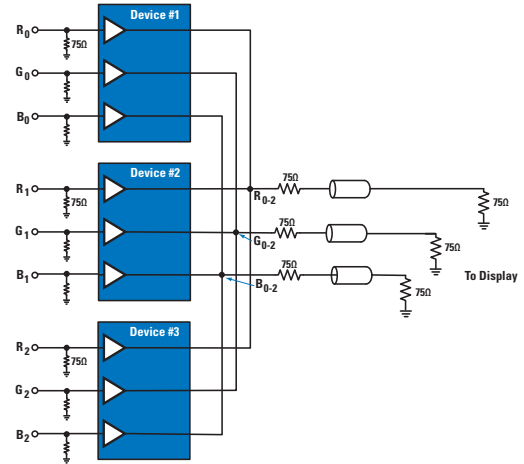 Device #1
R0
75Ω
G0
B0
Device #2
R1
75Ω
G1
B1
75Ω
R0-2
75Ω
75Ω
G0-2
75Ω
75Ω
B0-2
75Ω
To Display
Device #3
R2
75Ω
G2
B2